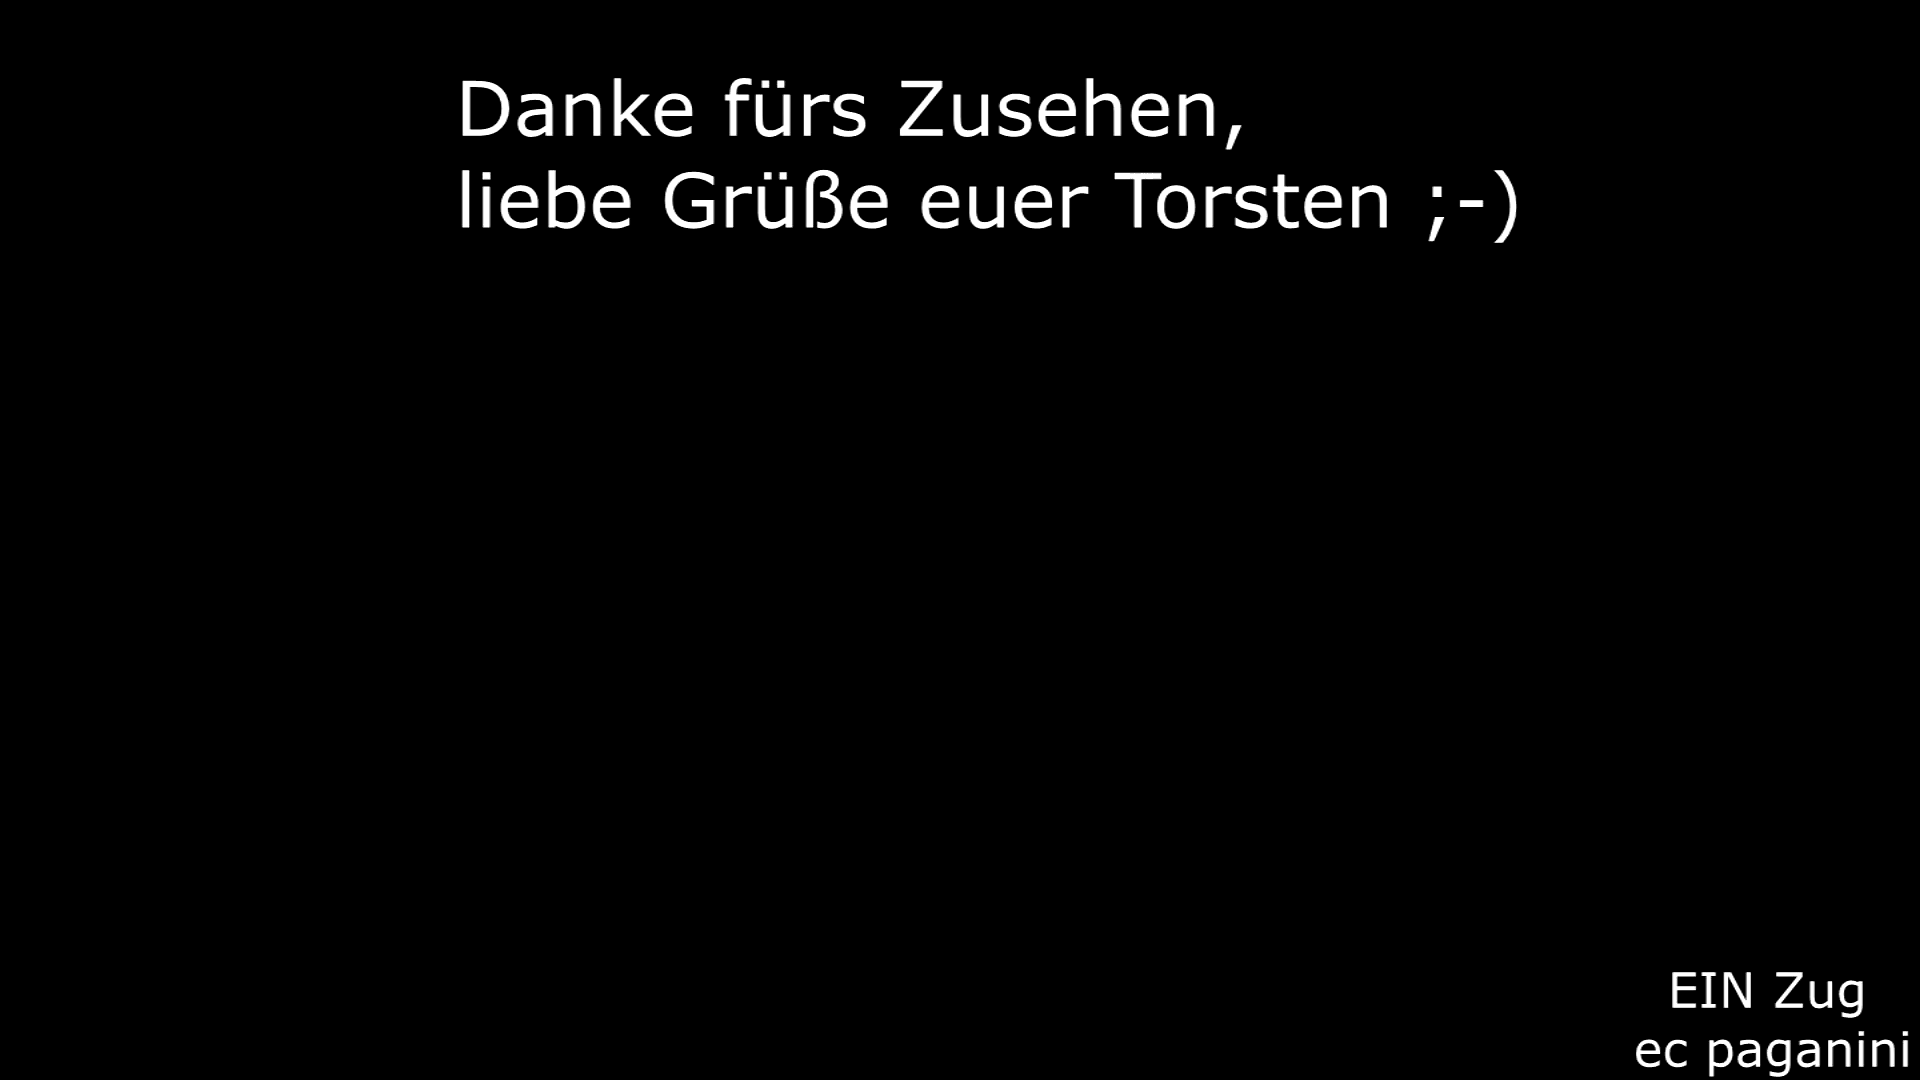 Danke fürs Zusehen,
liebe Grüße euer Torsten ;-)
EIN Zug
ec paganini